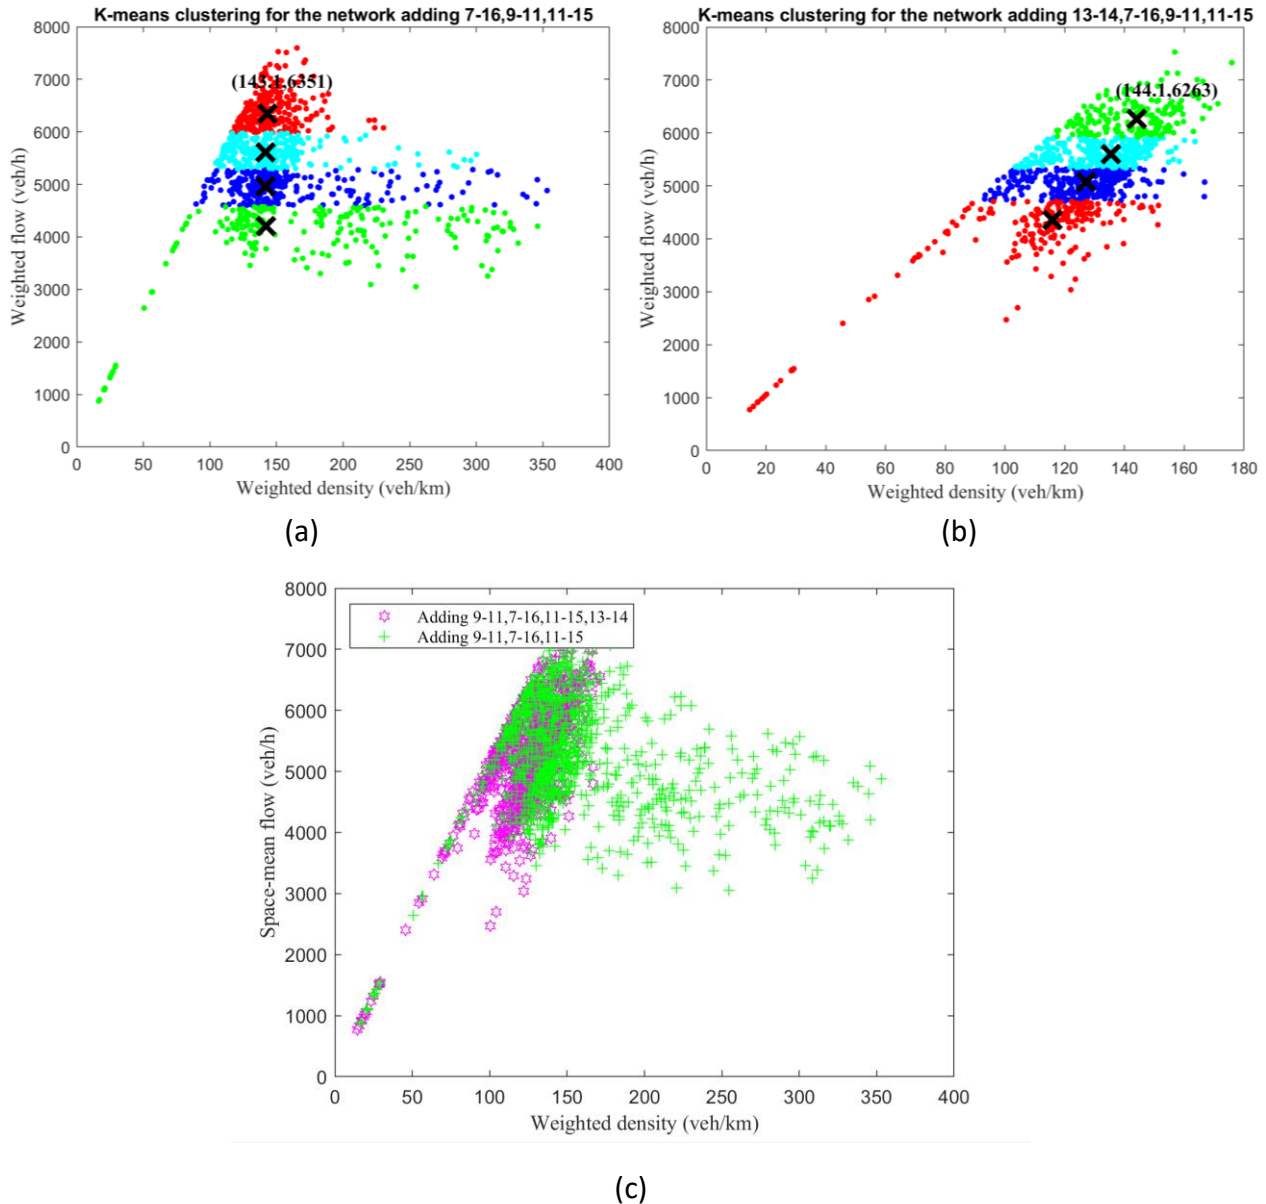 K-means clustering for the network adding 7-16,9-11,11-15
8000
7000
6000
5000
4000
3000
2000
1000
0
Weighted flow (veh/h)
(143.1,6351)
0 50 100 150 200 250 300 350 400
Weighted density (veh/km)
(a)
K-means clustering for the network adding 13-14,7-16,9-11,11-15
8000
7000
6000
5000
4000
3000
2000
1000
0
Weighted flow (veh/h)
(144.1,6263)
0 20 40 60 80 100 120 140 160 180
Weighted density (veh/km)
(b)
8000
7000
6000
5000
4000
3000
2000
1000
0
Space-mean flow (veh/h)
Adding 9-11,7-16,11-15,13-14
Adding 9-11,7-16,11-15
0 50 100 150 200 250 300 350 400
Weighted density (veh/km)
(c)